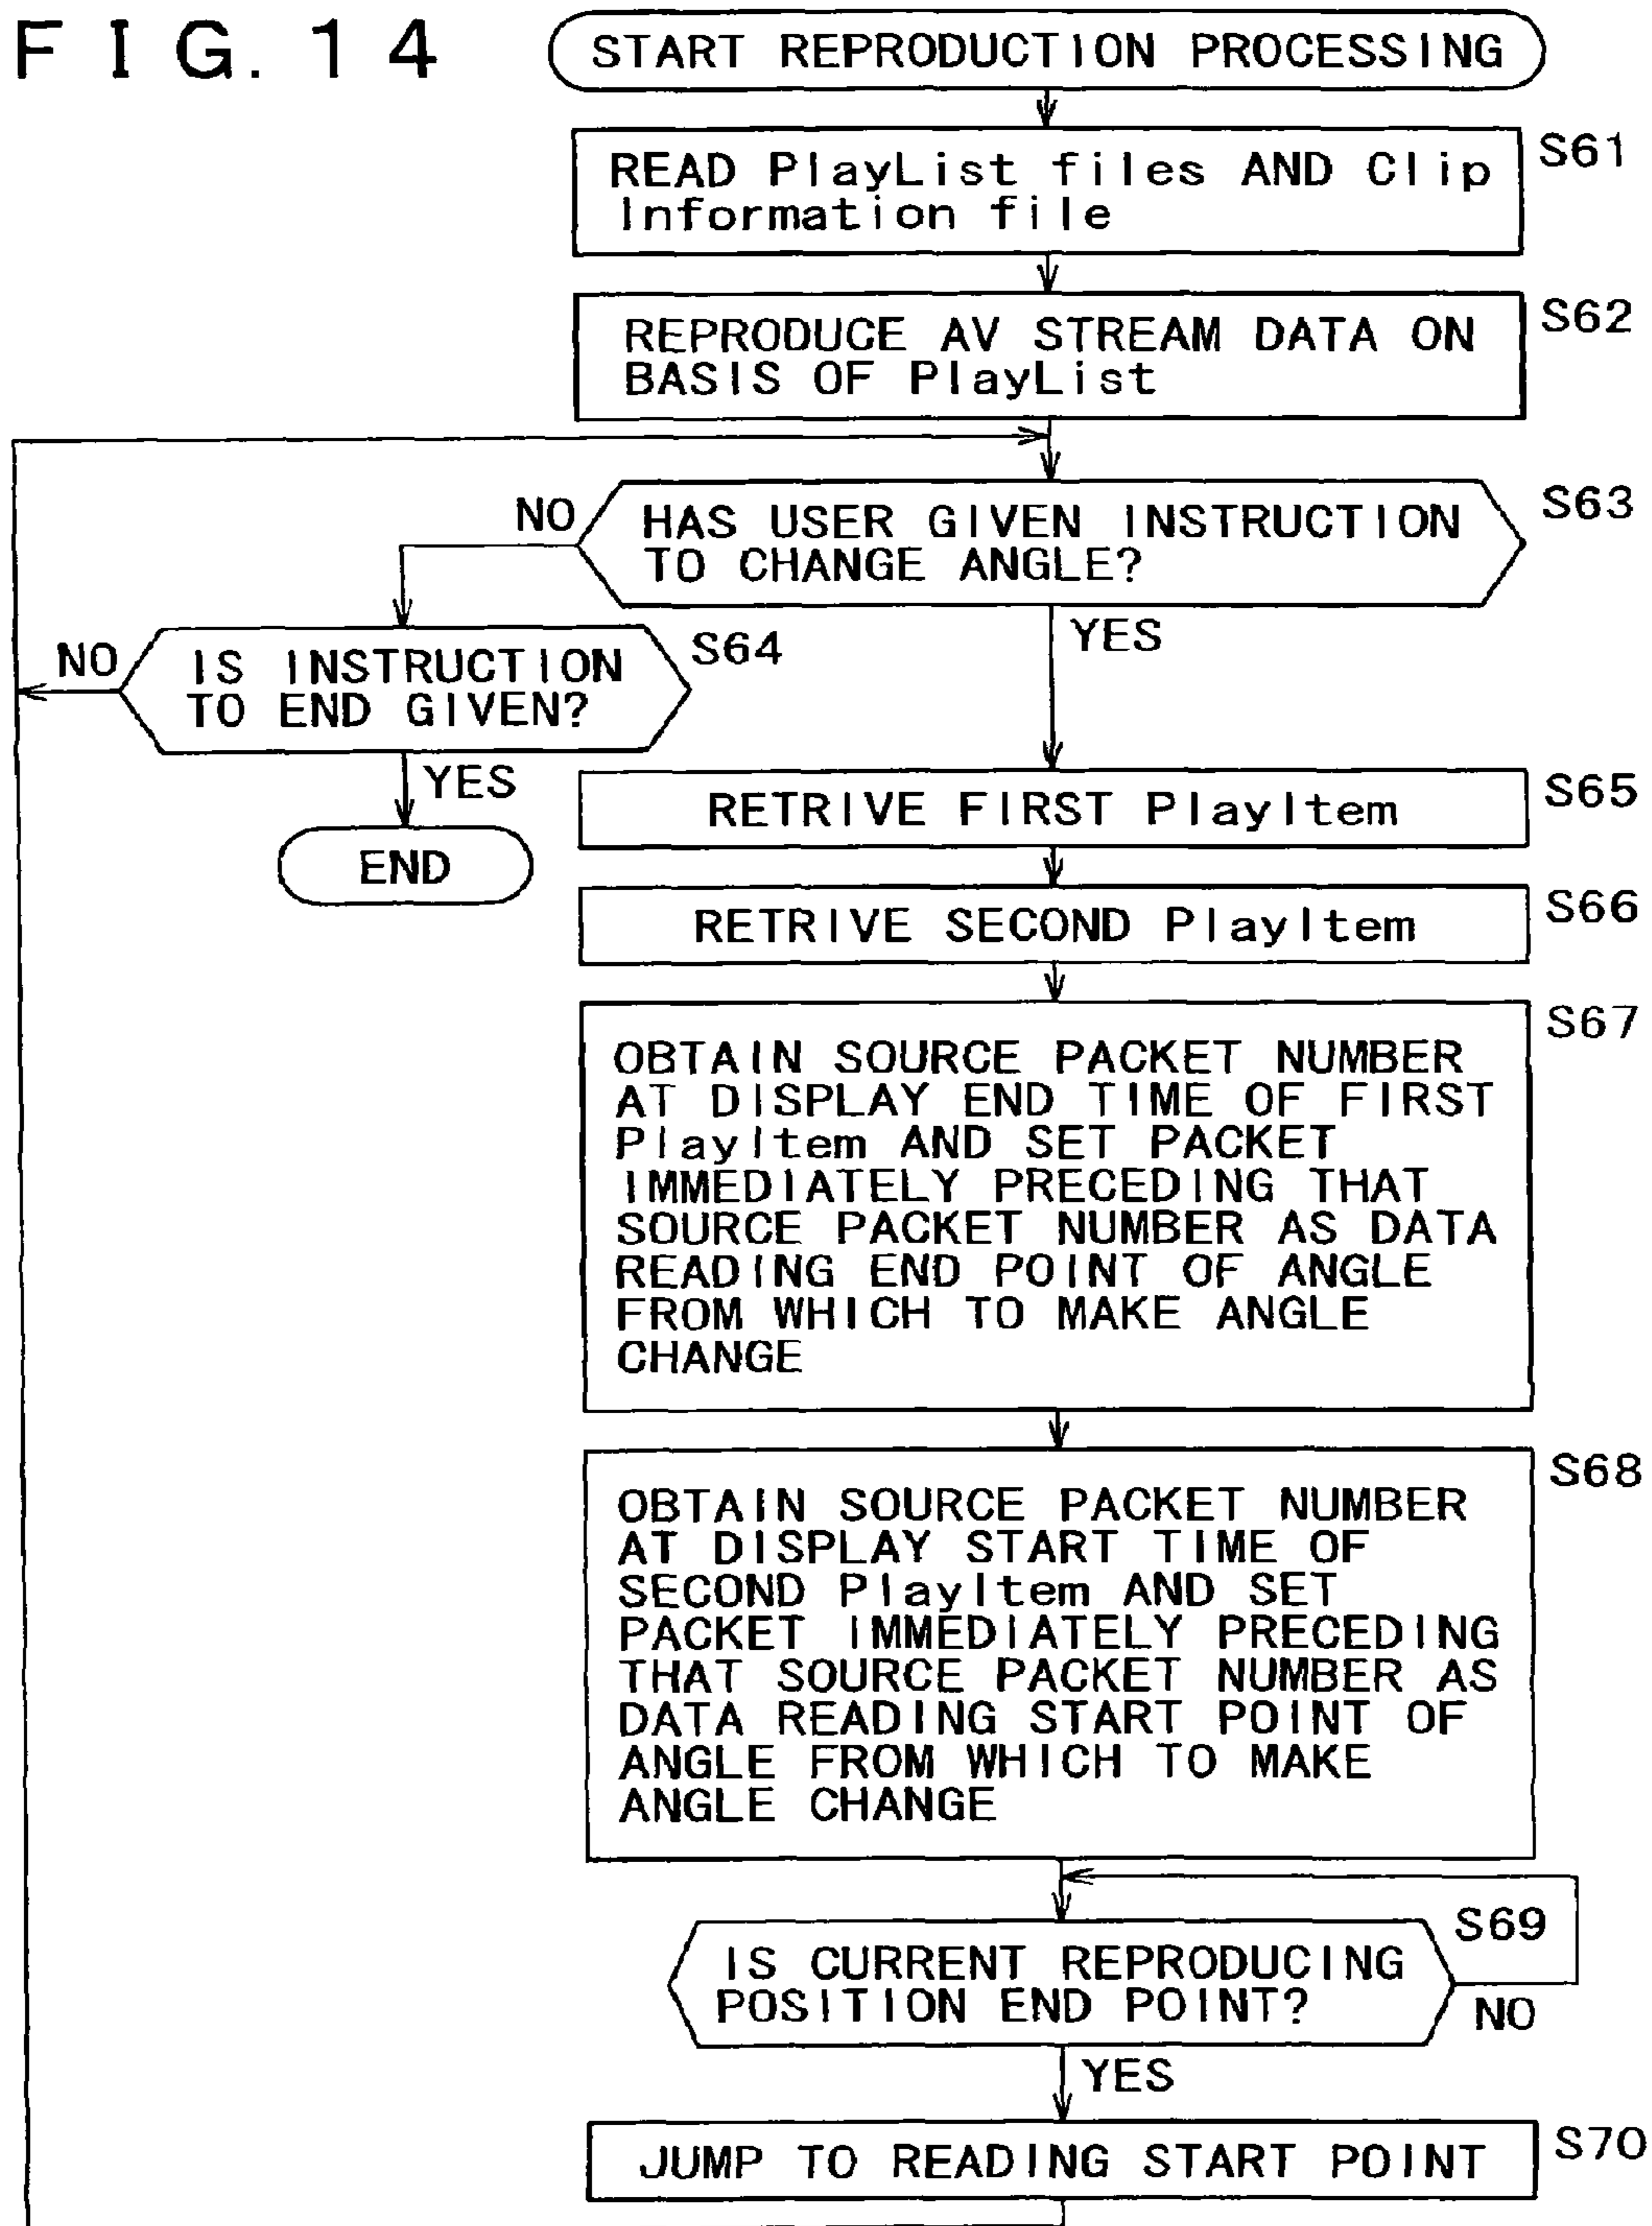 FIG. 14
START REPRODUCTION PROCESSING
READ PlayList files AND Clip
Information file
S61
REPRODUCE AV STREAM DATA ON
BASIS OF PlayList
S62
HAS USER GIVEN INSTRUCTION
TO CHANGE ANGLE?
S63
NO
YES
IS INSTRUCTION
TO END GIVEN?
S64
NO
YES
END
RETRIVE FIRST PlayItem
S65
RETRIVE SECOND PlayItem
S66
OBTAIN SOURCE PACKET NUMBER
AT DISPLAY END TIME OF FIRST
PlayItem AND SET PACKET
IMMEDIATELY PRECEDING THAT
SOURCE PACKET NUMBER AS DATA
READING END POINT OF ANGLE
FROM WHICH TO MAKE ANGLE
CHANGE
S67
OBTAIN SOURCE PACKET NUMBER
AT DISPLAY START TIME OF
SECOND PlayItem AND SET
PACKET IMMEDIATELY PRECEDING
THAT SOURCE PACKET NUMBER AS
DATA READING START POINT OF
ANGLE FROM WHICH TO MAKE
ANGLE CHANGE
S68
IS CURRENT REPRODUCING
POSITION END POINT?
S69
NO
YES
JUMP TO READING START POINT
S70